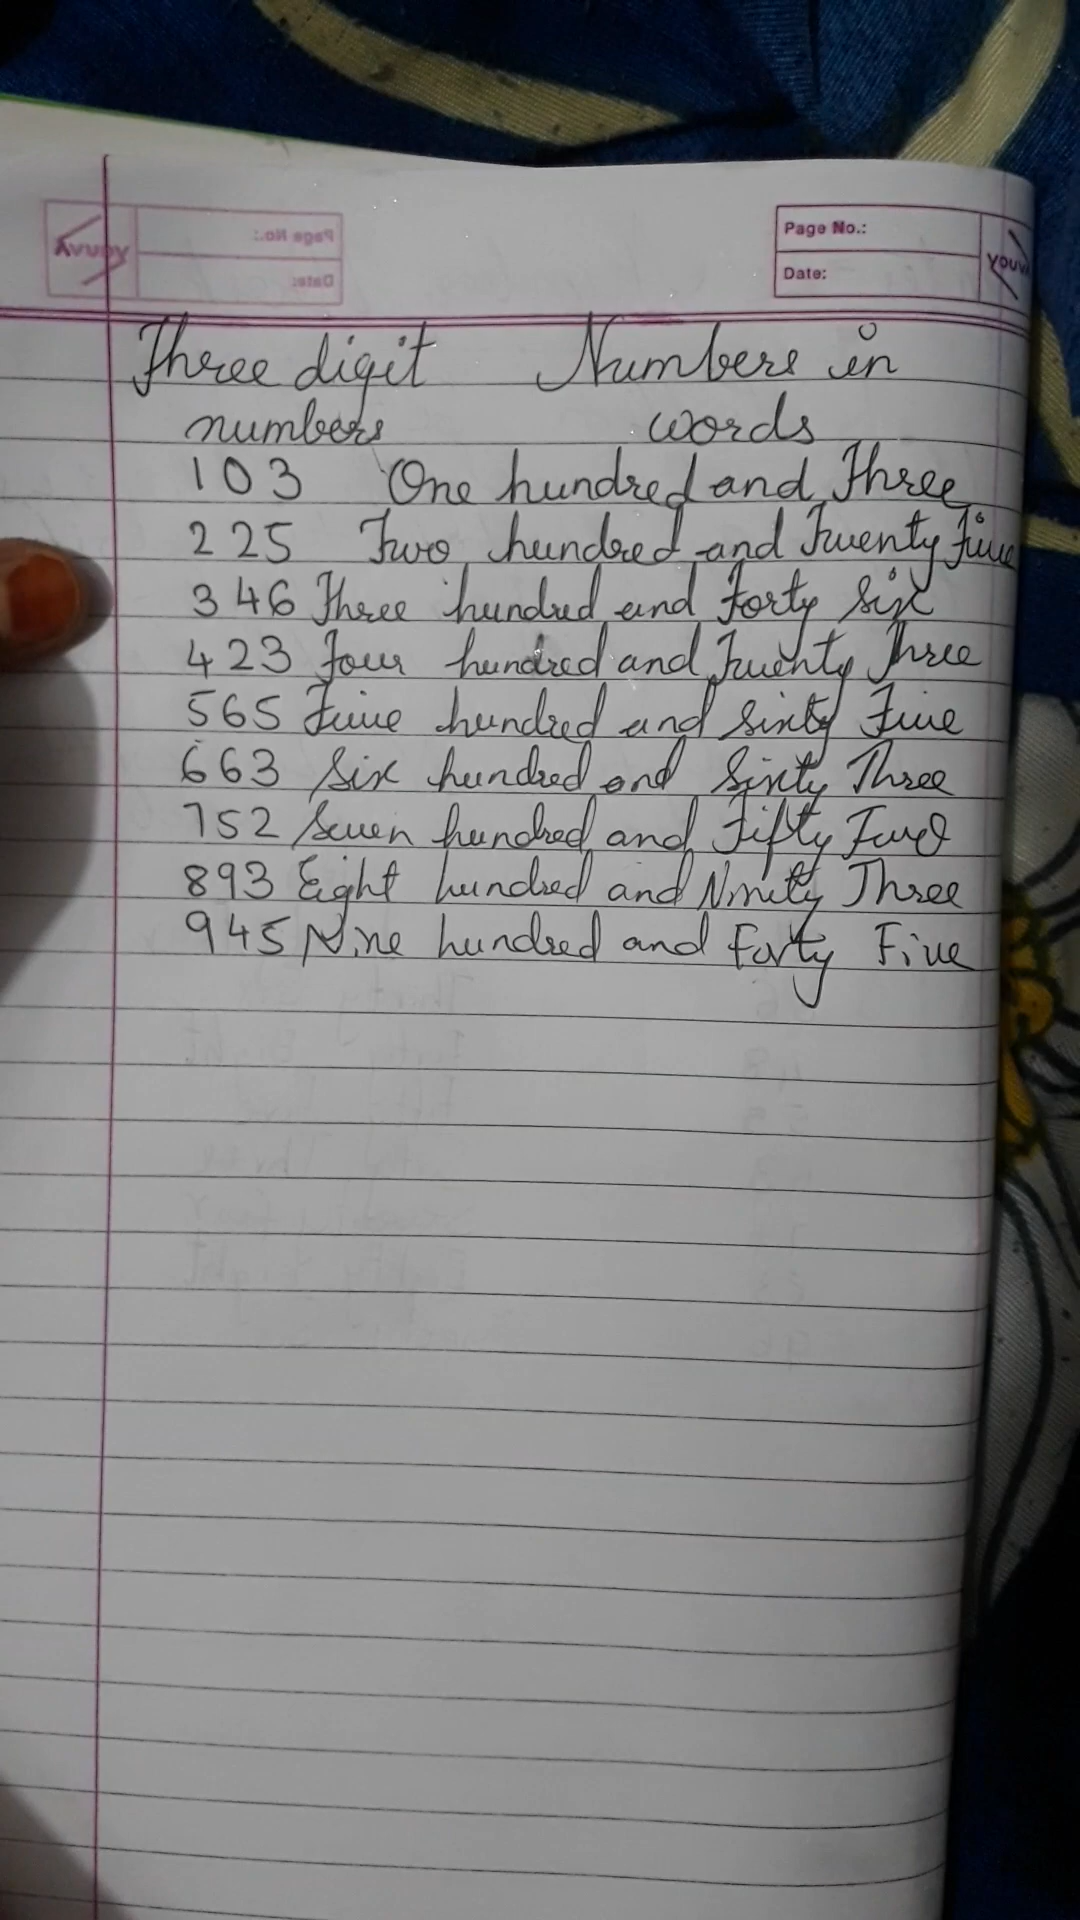 Page No.:
Date:
youva
Three digit Numbers in
numbers words
103 One hundred and Three
225 Two hundred and Twenty Five
346 Three hundred and Forty Six
423 Four hundred and Twenty Three
565 Five hundred and Sixty Five
663 Six hundred and Sixty Three
752 Seven hundred and Fifty Two
893 Eight hundred and Ninety Three
945 Nine hundred and Forty Five